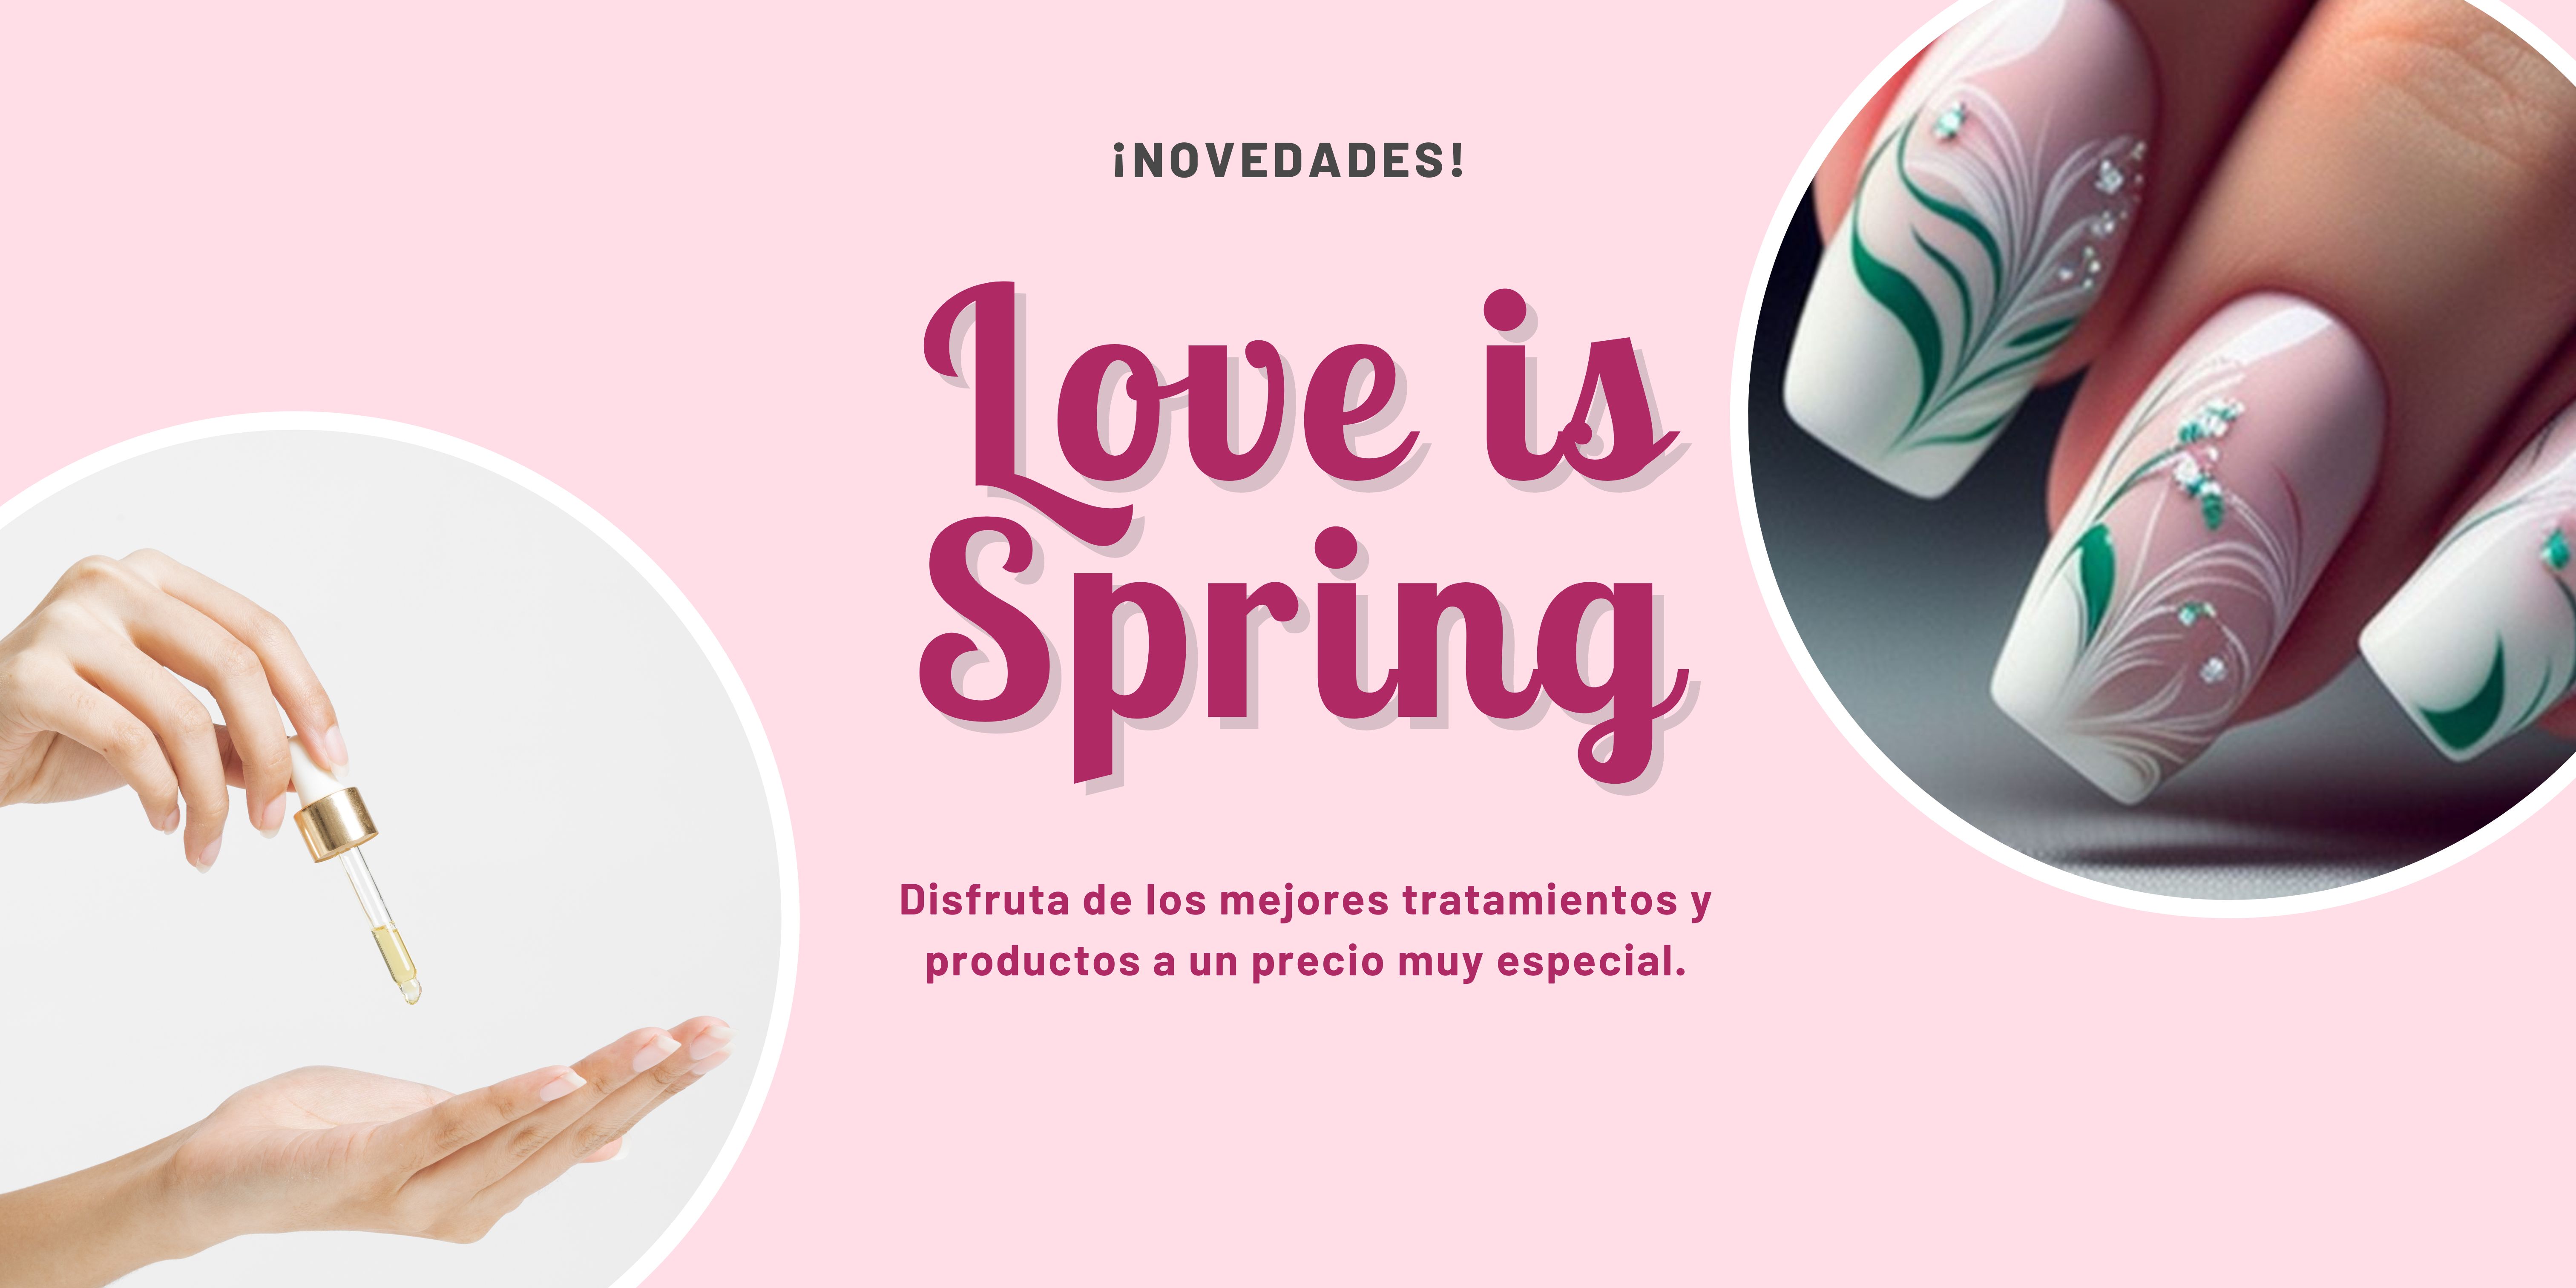 ¡NOVEDADES!
Love is
Spring
Disfruta de los mejores tratamientos y
productos a un precio muy especial.